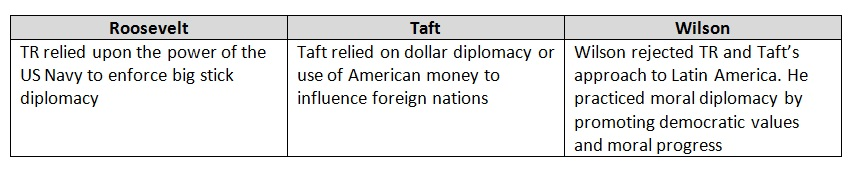 Roosevelt
Taft
Wilson
TR relied upon the power of the
US Navy to enforce big stick
diplomacy
Taft relied on dollar diplomacy or
use of American money to
influence foreign nations
Wilson rejected TR and Taft’s
approach to Latin America. He
practiced moral diplomacy by
promoting democratic values
and moral progress